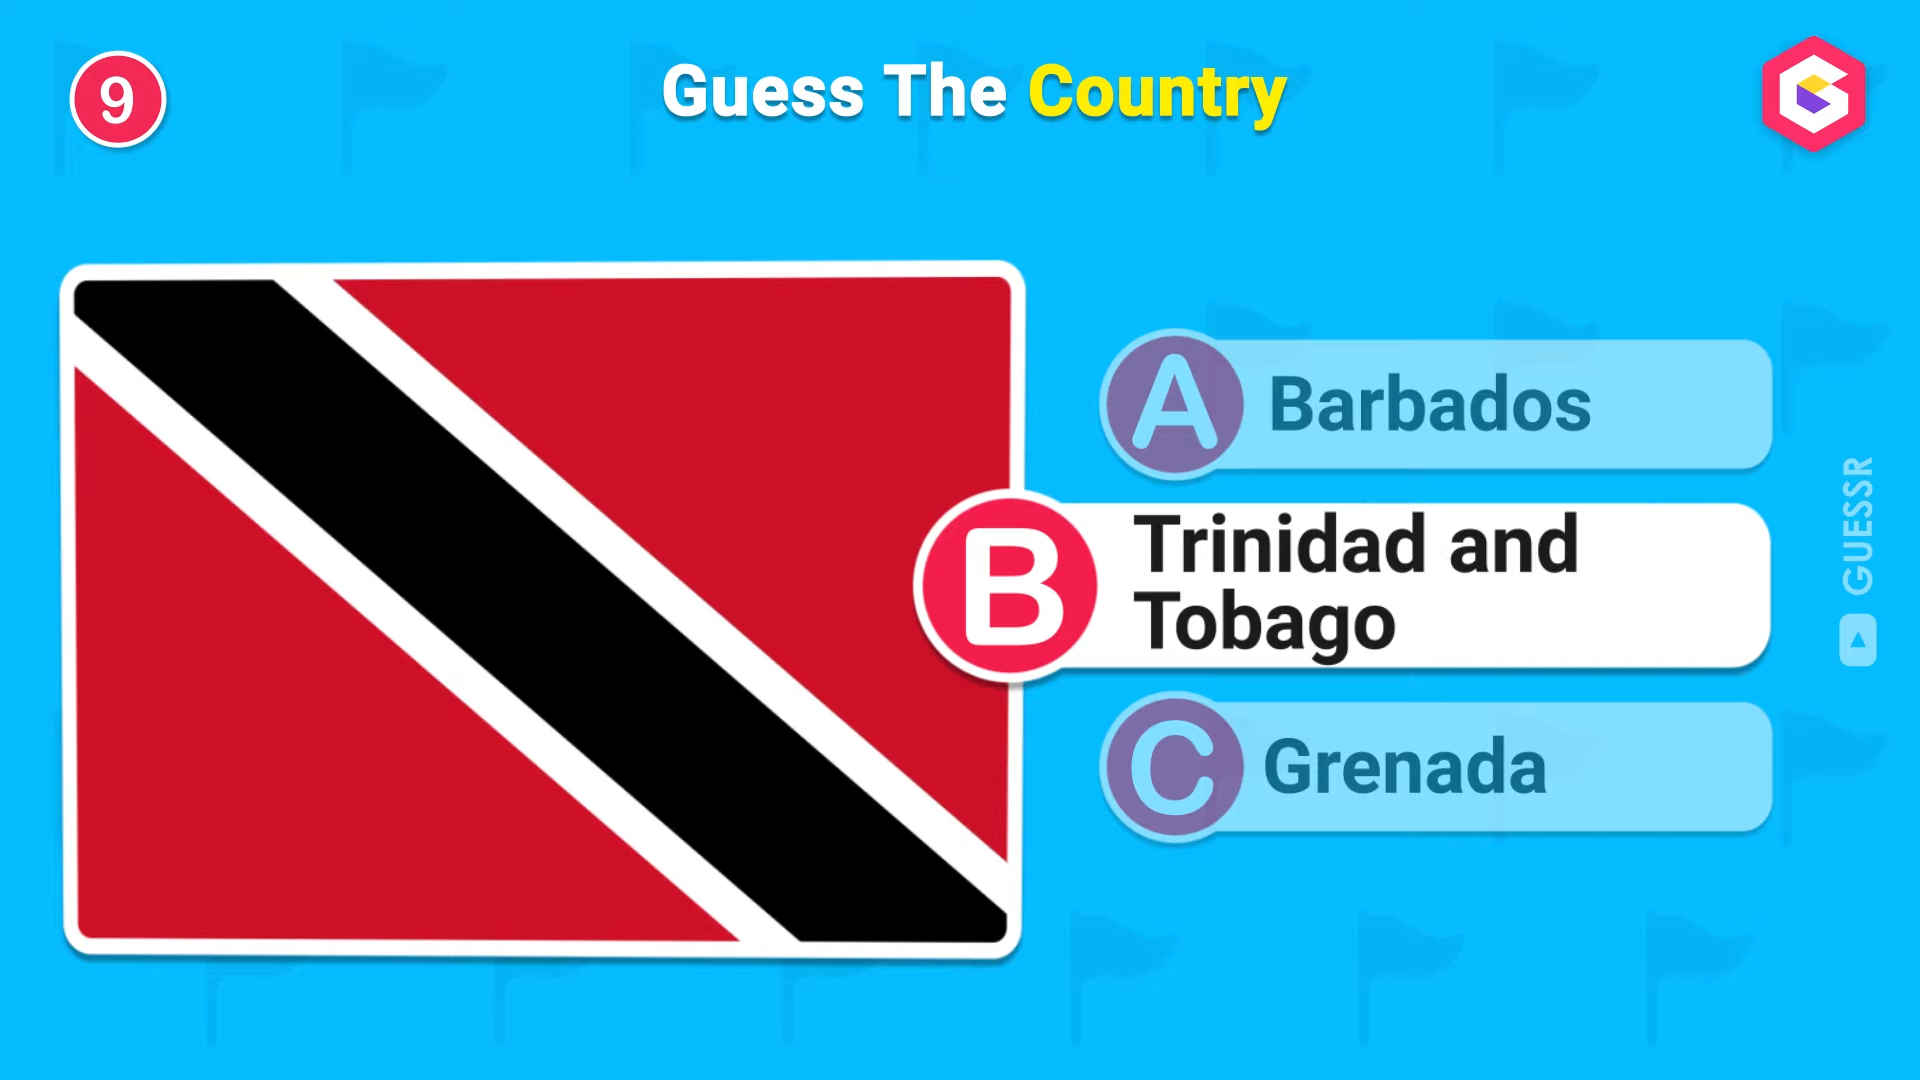 9
Guess The Country
A Barbados
B Trinidad and
Tobago
C Grenada
GUESSR